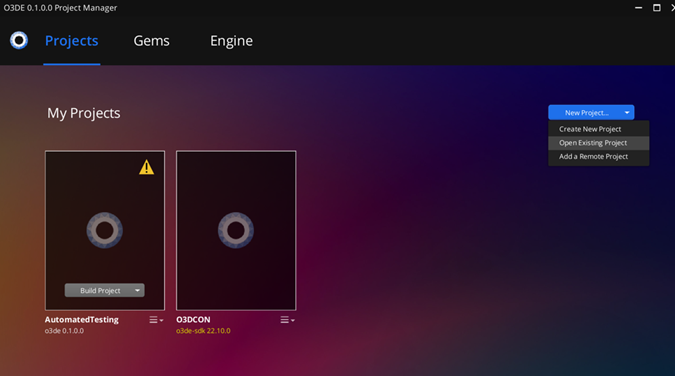 O3DE 0.1.0.0 Project Manager
Projects
Gems
Engine
My Projects
New Project...
Create New Project
Open Existing Project
Add a Remote Project
Build Project
AutomatedTesting
o3de 0.1.0.0
O3DCON
o3de-sdk 22.10.0